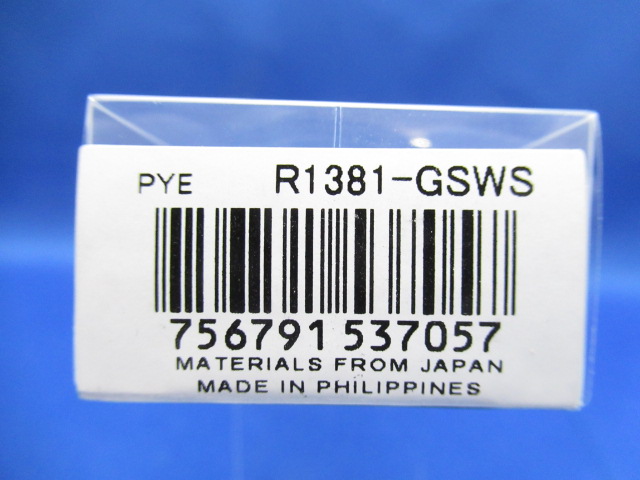 PYE R1381-GSWS
756791 537057
MATERIALS FROM JAPAN
MADE IN PHILIPPINES